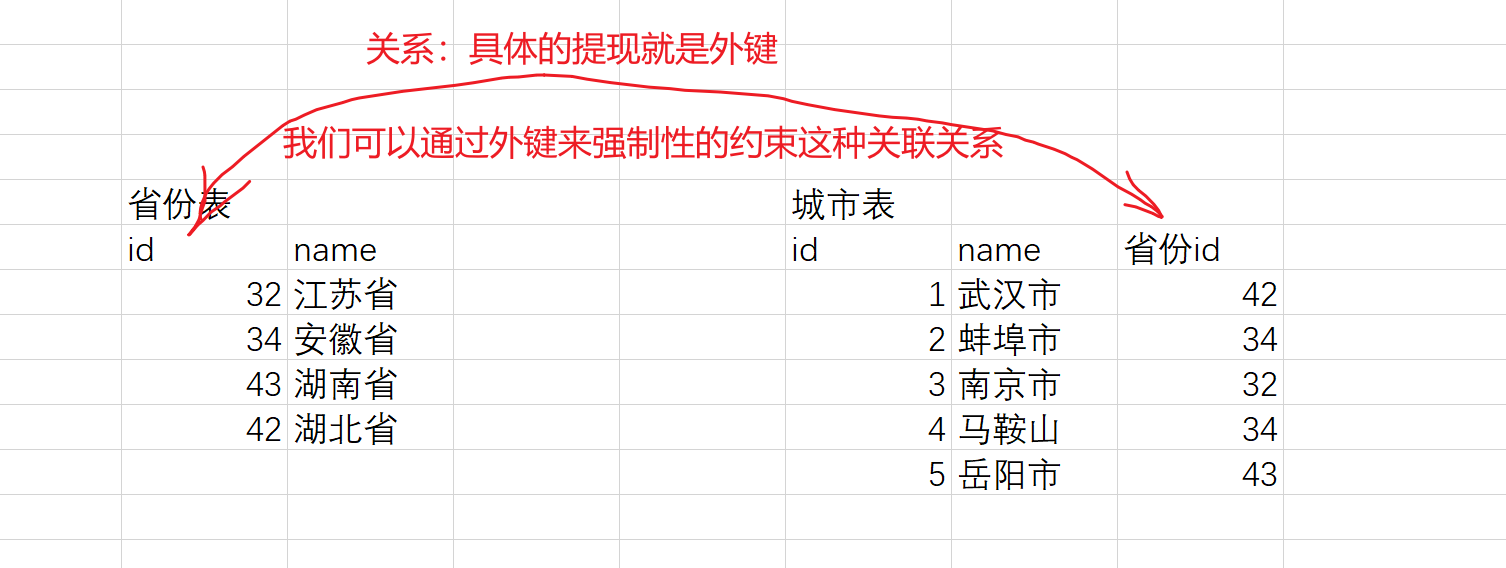 关系：具体的提现就是外键
我们可以通过外键来强制性的约束这种关联关系
省份表 城市表
id name id name 省份id
32 江苏省 1 武汉市 42
34 安徽省 2 蚌埠市 34
43 湖南省 3 南京市 32
42 湖北省 4 马鞍山 34
5 岳阳市 43